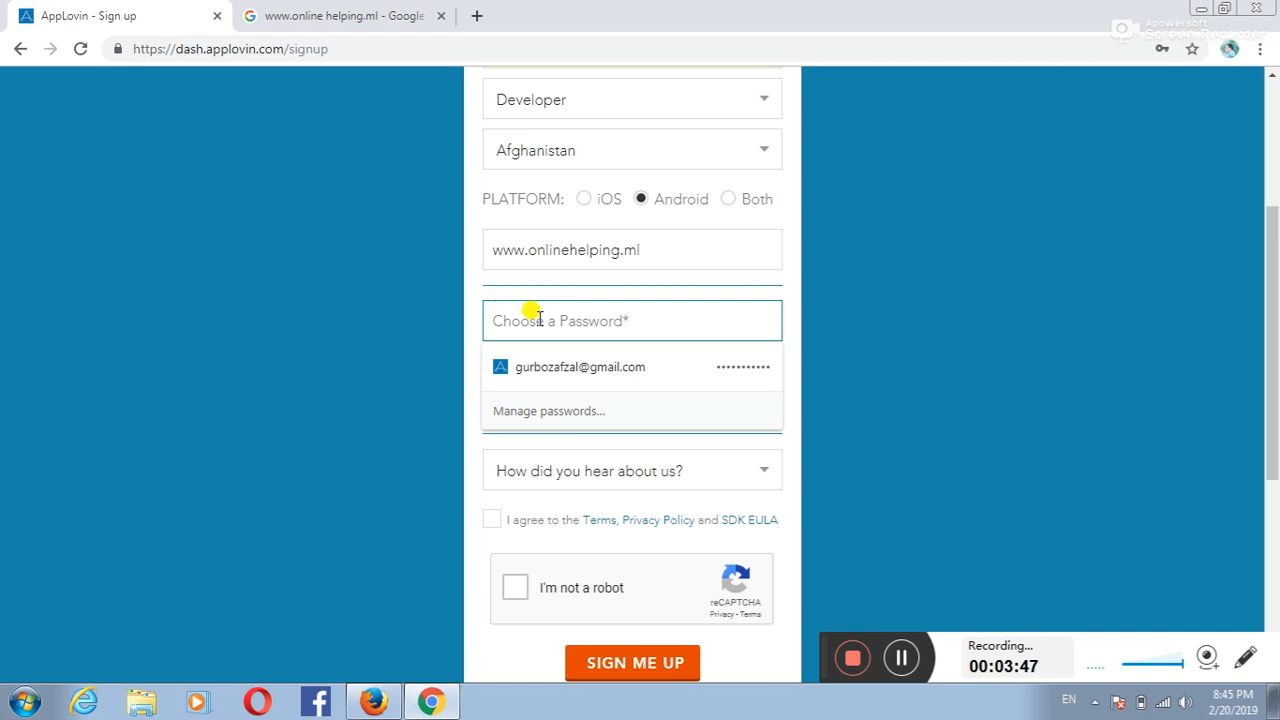 AppLovin - Sign up
www.online helping.ml - Google
Apowersoft
Screen Recorder
https://dash.applovin.com/signup
Developer
Afghanistan
PLATFORM: iOS Android Both
www.onlinehelping.ml
Choose a Password*
gurbozafzal@gmail.com •••••••••••
Manage passwords...
How did you hear about us?
I agree to the Terms, Privacy Policy and SDK EULA
I'm not a robot
reCAPTCHA
Privacy - Terms
SIGN ME UP
Recording...
00:03:47
EN
8:45 PM
2/20/2019